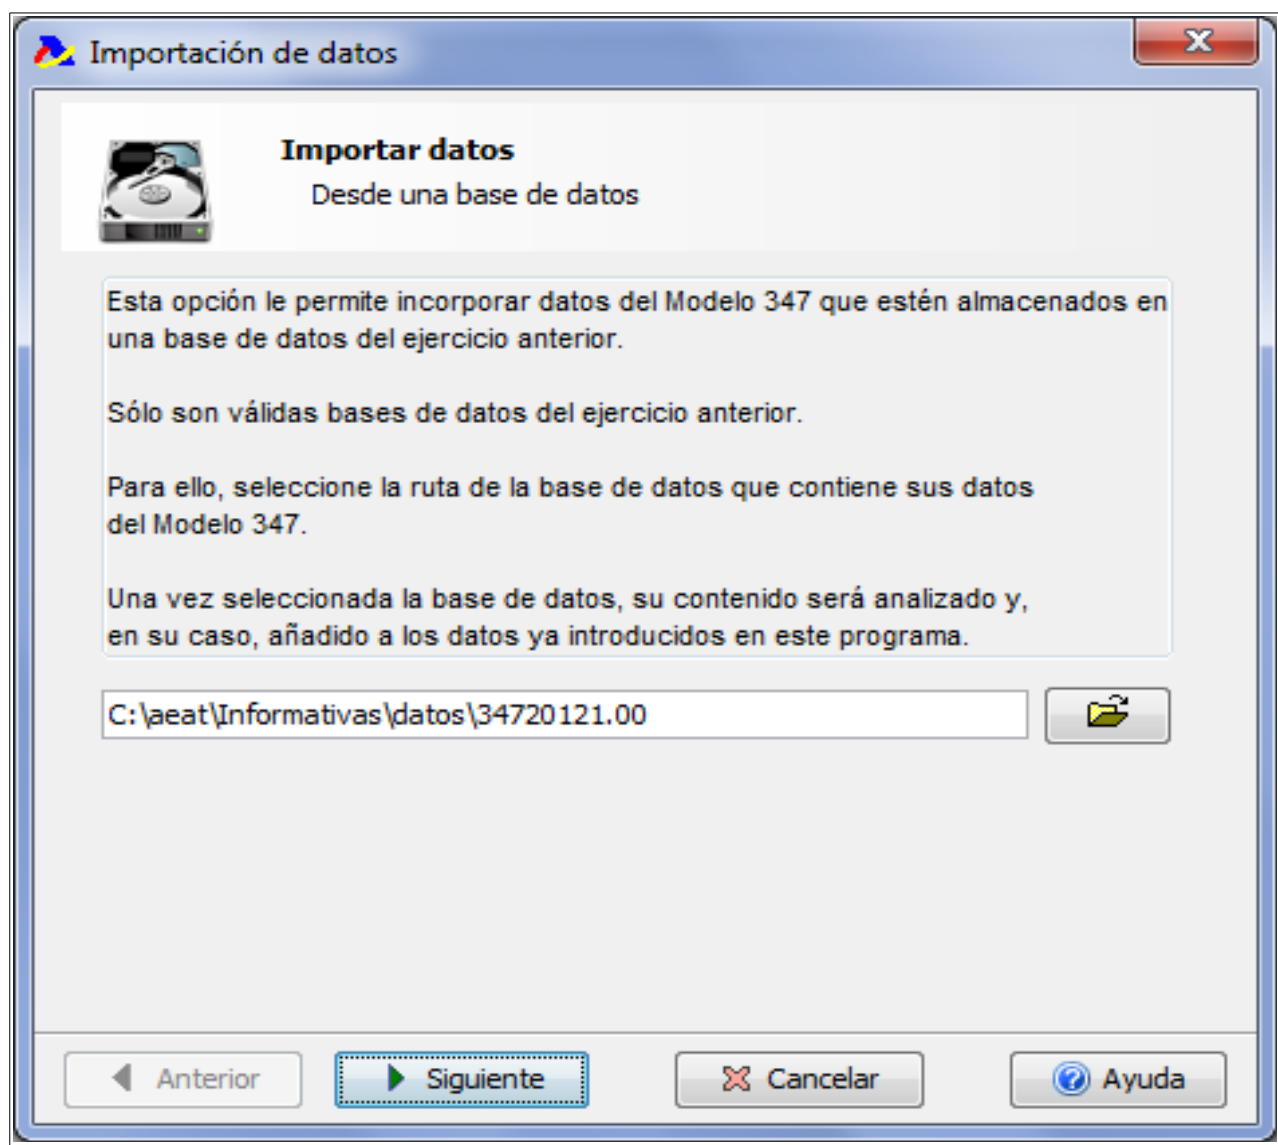 Importación de datos
Importar datos
Desde una base de datos
Esta opción le permite incorporar datos del Modelo 347 que estén almacenados en
una base de datos del ejercicio anterior.
Sólo son válidas bases de datos del ejercicio anterior.
Para ello, seleccione la ruta de la base de datos que contiene sus datos
del Modelo 347.
Una vez seleccionada la base de datos, su contenido será analizado y,
en su caso, añadido a los datos ya introducidos en este programa.
C:\aeat\Informativas\datos\34720121.00
Anterior Siguiente Cancelar Ayuda